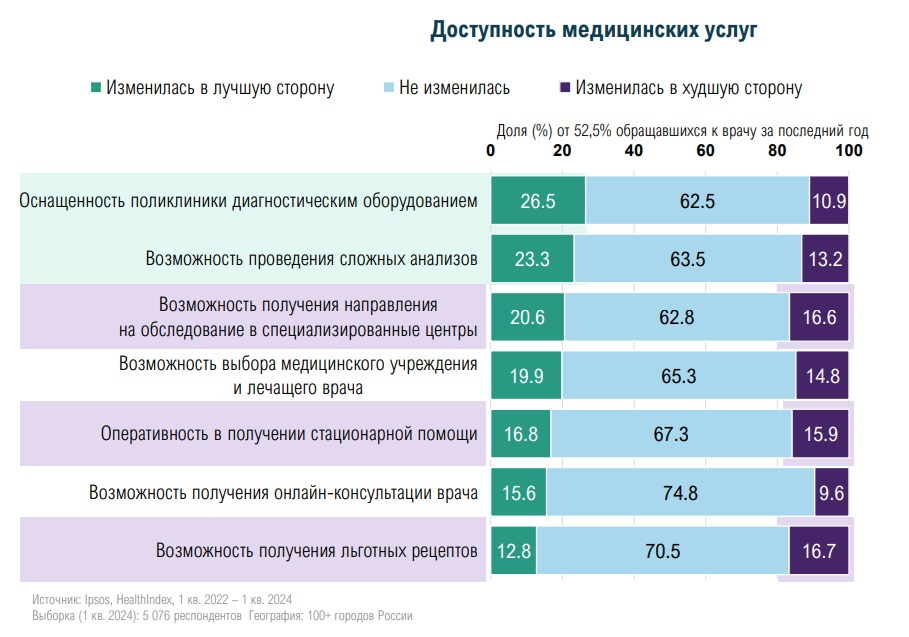 Доступность медицинских услуг
Изменилась в лучшую сторону Не изменилась Изменилась в худшую сторону
Доля (%) от 52,5% обращавшихся к врачу за последний год
0 20 40 60 80 100
Оснащенность поликлиники диагностическим оборудованием 26.5 62.5 10.9
Возможность проведения сложных анализов 23.3 63.5 13.2
Возможность получения направления
на обследование в специализированные центры 20.6 62.8 16.6
Возможность выбора медицинского учреждения
и лечащего врача 19.9 65.3 14.8
Оперативность в получении стационарной помощи 16.8 67.3 15.9
Возможность получения онлайн-консультации врача 15.6 74.8 9.6
Возможность получения льготных рецептов 12.8 70.5 16.7
Источник: Ipsos, HealthIndex, 1 кв. 2022 – 1 кв. 2024
Выборка (1 кв. 2024): 5 076 респондентов География: 100+ городов России